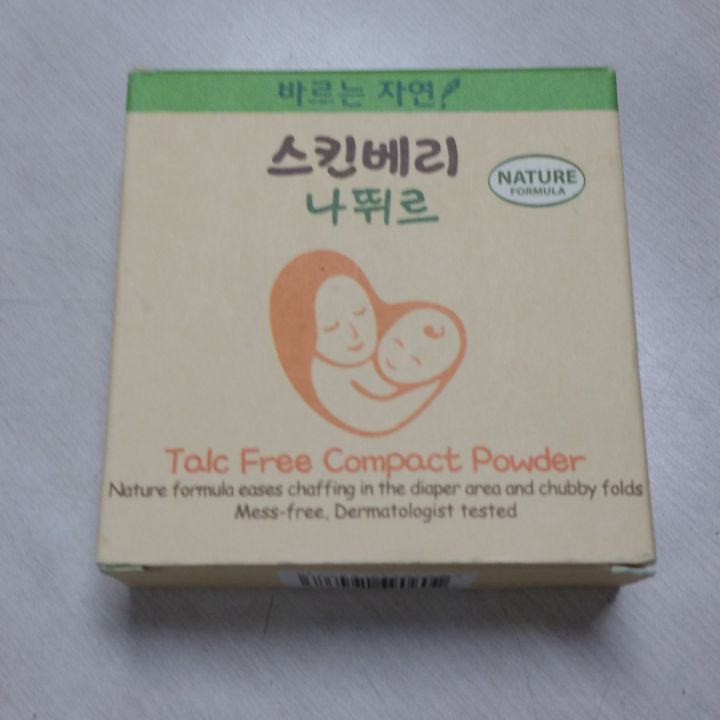 바르는 자연
스킨베리
나뛰르
NATURE
FORMULA
Talc Free Compact Powder
Nature formula eases chaffing in the diaper area and chubby folds
Mess-free, Dermatologist tested